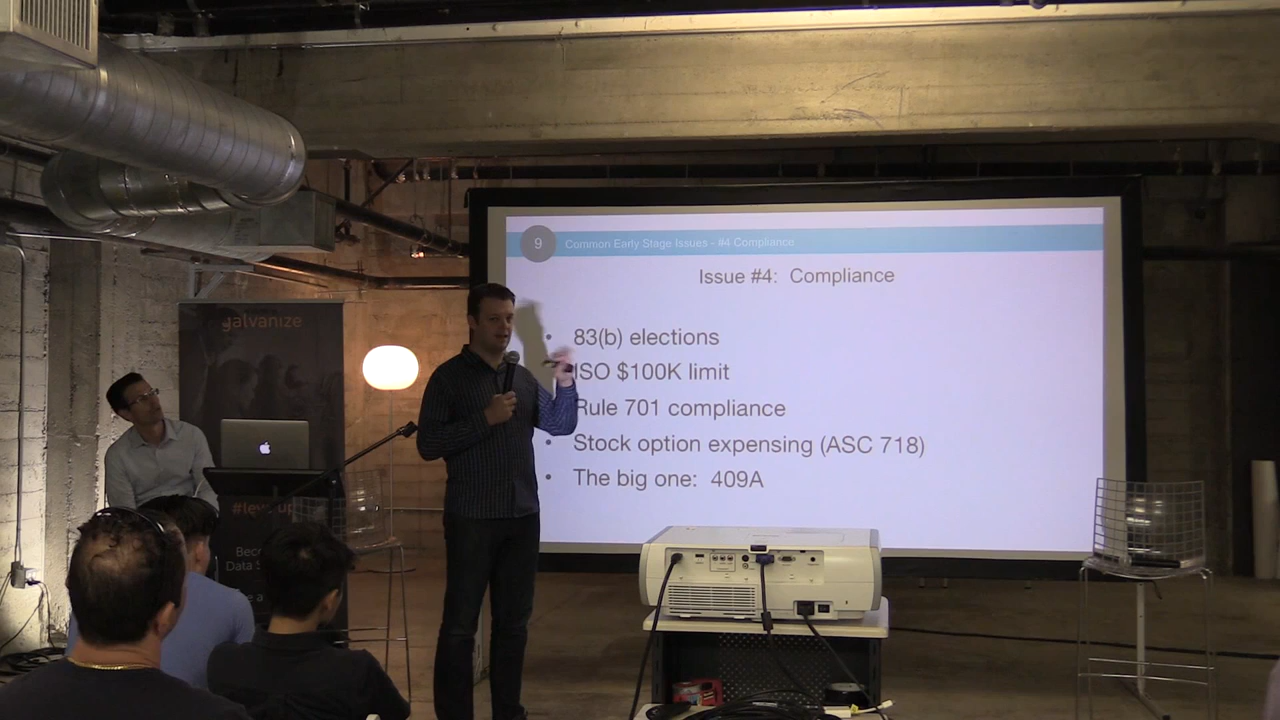 9
Common Early Stage Issues - #4 Compliance
Issue #4: Compliance
• 83(b) elections
ISO $100K limit
Rule 701 compliance
• Stock option expensing (ASC 718)
• The big one: 409A
galvanize